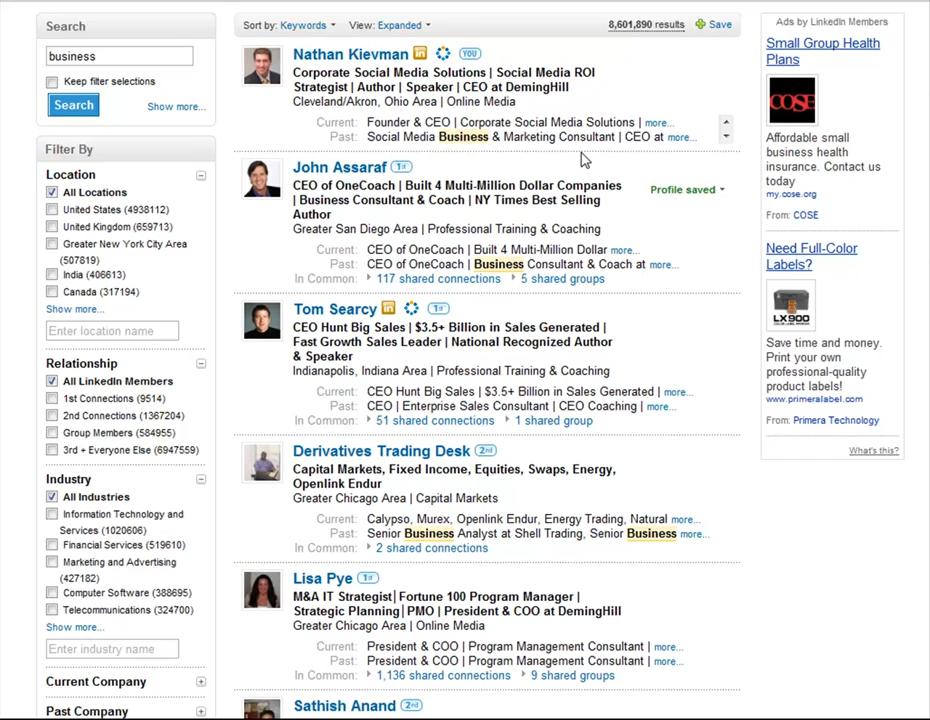 Search
business
Keep filter selections
Search
Show more...
Filter By
Location
All Locations
United States (4938112)
United Kingdom (659713)
Greater New York City Area
(507819)
India (406613)
Canada (317194)
Show more...
Enter location name
Relationship
All LinkedIn Members
1st Connections (9514)
2nd Connections (1367204)
Group Members (584955)
3rd + Everyone Else (6947559)
Industry
All Industries
Information Technology and
Services (1020606)
Financial Services (519610)
Marketing and Advertising
(427182)
Computer Software (388695)
Telecommunications (324700)
Show more...
Enter industry name
Current Company
Past Company
Sort by: Keywords
View: Expanded
8,601,890 results
Save
Nathan Kievman in YOU
Corporate Social Media Solutions | Social Media ROI
Strategist | Author | Speaker | CEO at DemingHill
Cleveland/Akron, Ohio Area | Online Media
Current: Founder & CEO | Corporate Social Media Solutions | more...
Past: Social Media Business & Marketing Consultant | CEO at more...
John Assaraf 1st
CEO of OneCoach | Built 4 Multi-Million Dollar Companies
| Business Consultant & Coach | NY Times Best Selling
Author
Profile saved
Greater San Diego Area | Professional Training & Coaching
Current: CEO of OneCoach | Built 4 Multi-Million Dollar more...
Past: CEO of OneCoach | Business Consultant & Coach at more...
In Common: 117 shared connections 5 shared groups
Tom Searcy in 1st
CEO Hunt Big Sales | $3.5+ Billion in Sales Generated |
Fast Growth Sales Leader | National Recognized Author
& Speaker
Indianapolis, Indiana Area | Professional Training & Coaching
Current: CEO Hunt Big Sales | $3.5+ Billion in Sales Generated | more...
Past: CEO | Enterprise Sales Consultant | CEO Coaching | more...
In Common: 51 shared connections 1 shared group
Derivatives Trading Desk 2nd
Capital Markets, Fixed Income, Equities, Swaps, Energy,
Openlink Endur
Greater Chicago Area | Capital Markets
Current: Calypso, Murex, Openlink Endur, Energy Trading, Natural more...
Past: Senior Business Analyst at Shell Trading, Senior Business more...
In Common: 2 shared connections
Lisa Pye 1st
M&A IT Strategist| Fortune 100 Program Manager |
Strategic Planning| PMO | President & COO at DemingHill
Greater Chicago Area | Online Media
Current: President & COO | Program Management Consultant | more...
Past: President & COO | Program Management Consultant | more...
In Common: 1,136 shared connections 9 shared groups
Sathish Anand 2nd
Ads by LinkedIn Members
Small Group Health
Plans
COSE
Affordable small
business health
insurance. Contact us
today
my.cose.org
From: COSE
Need Full-Color
Labels?
LX900
COLOR LABEL PRINTER
Save time and money.
Print your own
professional-quality
product labels!
www.primeralabel.com
From: Primera Technology
What's this?